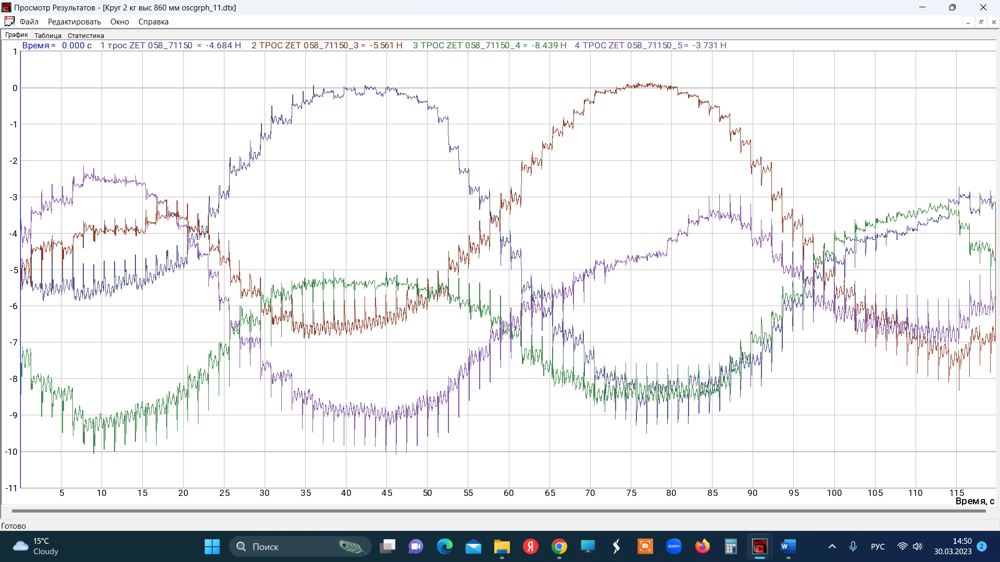 Просмотр Результатов - [Круг 2 кг выс 860 мм oscgrph_11.dtx]
Файл Редактировать Окно Справка
График Таблица Статистика
Время = 0.000 с 1 трос ZET 058_71150 = -4.684 Н 2 ТРОС ZET 058_71150_3 = -5.561 Н 3 ТРОС ZET 058_71150_4 = -8.439 Н 4 ТРОС ZET 058_71150_5 = -3.731 Н
1
0
-1
-2
-3
-4
-5
-6
-7
-8
-9
-10
-11
5 10 15 20 25 30 35 40 45 50 55 60 65 70 75 80 85 90 95 100 105 110 115
Время, с
Готово
15°C
Cloudy
Поиск
zoom
РУС
14:50
30.03.2023
2